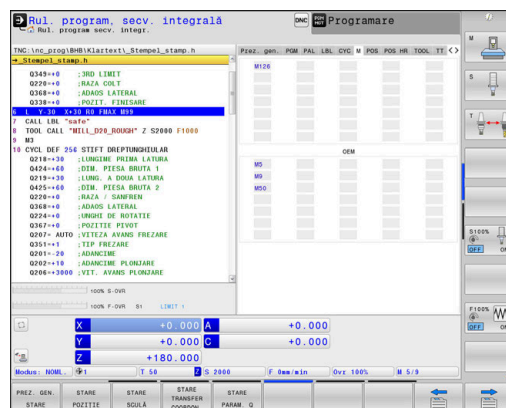 Rul. program, secv. integrală
Rul. program secv. integr.
DNC
Programare
TNC:\nc_prog\BHB\Klartext\_Stempel_stamp.h
Prez. gen. PGM PAL LBL CYC M POS POS HR TOOL TT
→_Stempel_stamp.h
Q349=+0 ;3RD LIMIT
Q220=+0 ;RAZA COLT
Q368=+0 ;ADAOS LATERAL
Q338=+0 ;POZIT. FINISARE
6 L Y-30 X+30 R0 FMAX M99
7 CALL LBL "safe"
8 TOOL CALL "MILL_D20_ROUGH" Z S2000 F1000
9 M3
10 CYCL DEF 256 STIFT DREPTUNGHIULAR
Q218=+30 ;LUNGIME PRIMA LATURA
Q424=+60 ;DIM. PIESA BRUTA 1
Q219=+30 ;LUNG. A DOUA LATURA
Q425=+60 ;DIM. PIESA BRUTA 2
Q220=+0 ;RAZA / SANFREN
Q368=+0 ;ADAOS LATERAL
Q224=+0 ;UNGHI DE ROTATIE
Q367=+0 ;POZITIE PIVOT
Q207= AUTO ;VITEZA AVANS FREZARE
Q351=+1 ;TIP FREZARE
Q201=-20 ;ADANCIME
Q202=+10 ;ADANCIME PLONJARE
Q206=+3000 ;VIT. AVANS PLONJARE
M126
OEM
M5
M9
M50
100% S-OVR
100% F-OVR S1 LIMIT 1
X +0.000 A +0.000
Y +0.000 C +0.000
Z +180.000
Modus: NOML. 1 T 50 Z S 2000 F 0mm/min Ovr 100% M 5/9
M
S
T
S100%
OFF ON
F100%
OFF ON
PREZ. GEN. STARE
STARE POZIŢIE
STARE SCULĂ
STARE TRANSFER COORDON.
STARE PARAM. Q